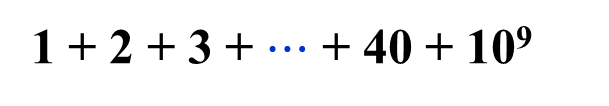 1 + 2 + 3 + ··· + 40 + 10⁹